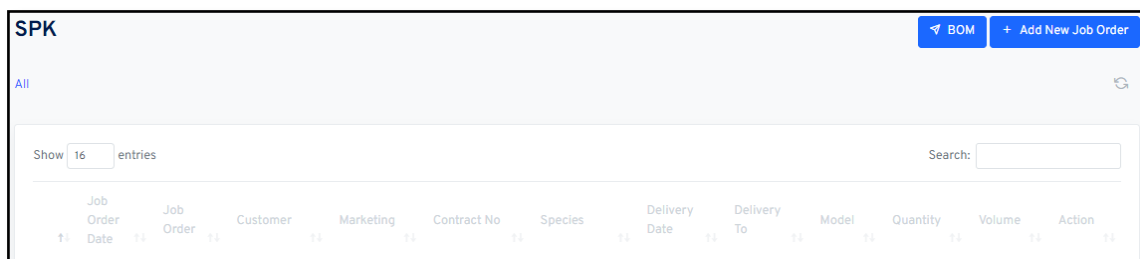 SPK
BOM
+ Add New Job Order
All
Show 16 entries
Search:
Job Order Date
Job Order
Customer
Marketing
Contract No
Species
Delivery Date
Delivery To
Model
Quantity
Volume
Action